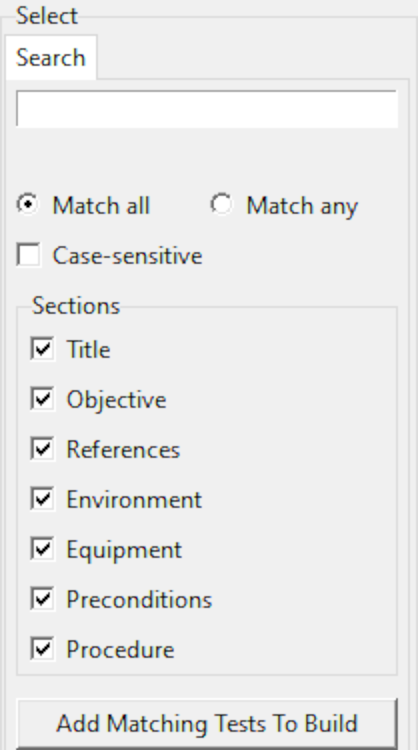 Select
Search
Match all Match any
Case-sensitive
Sections
Title
Objective
References
Environment
Equipment
Preconditions
Procedure
Add Matching Tests To Build